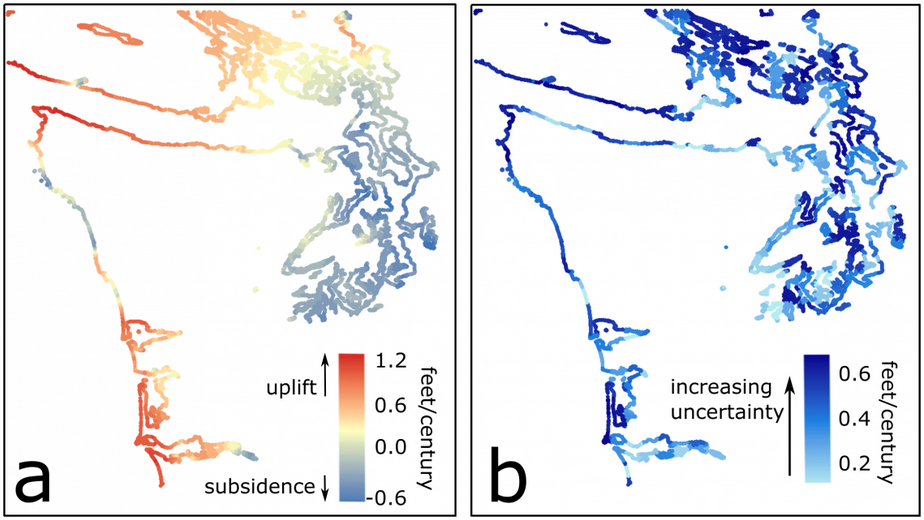 a
uplift
subsidence
1.2
0.6
0.0
-0.6
feet/century
b
increasing
uncertainty
0.6
0.4
0.2
feet/century